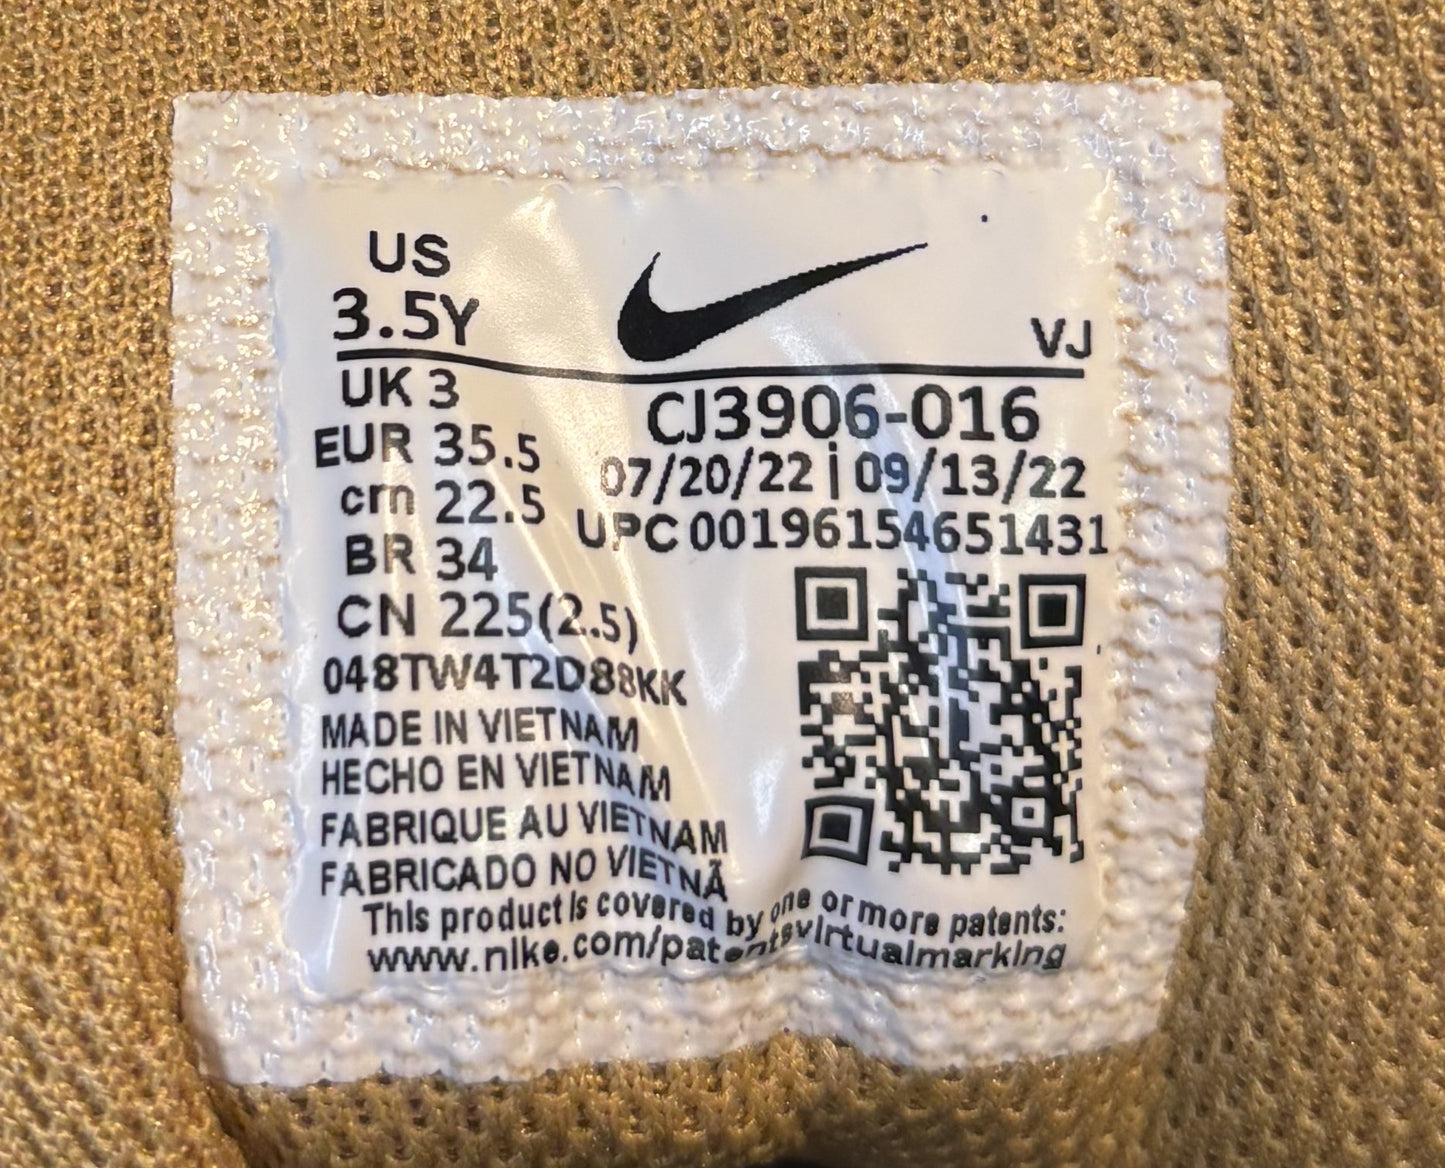 US
3.5Y
VJ
UK 3
EUR 35.5
cm 22.5
BR 34
CN 225(2.5)
048TW4T2D88KK
MADE IN VIETNAM
HECHO EN VIETNAM
FABRIQUE AU VIETNAM
FABRICADO NO VIETNÃ
CJ3906-016
07/20/22 | 09/13/22
UPC 00196154651431
This product is covered by one or more patents:
www.nike.com/patentsvirtualmarking